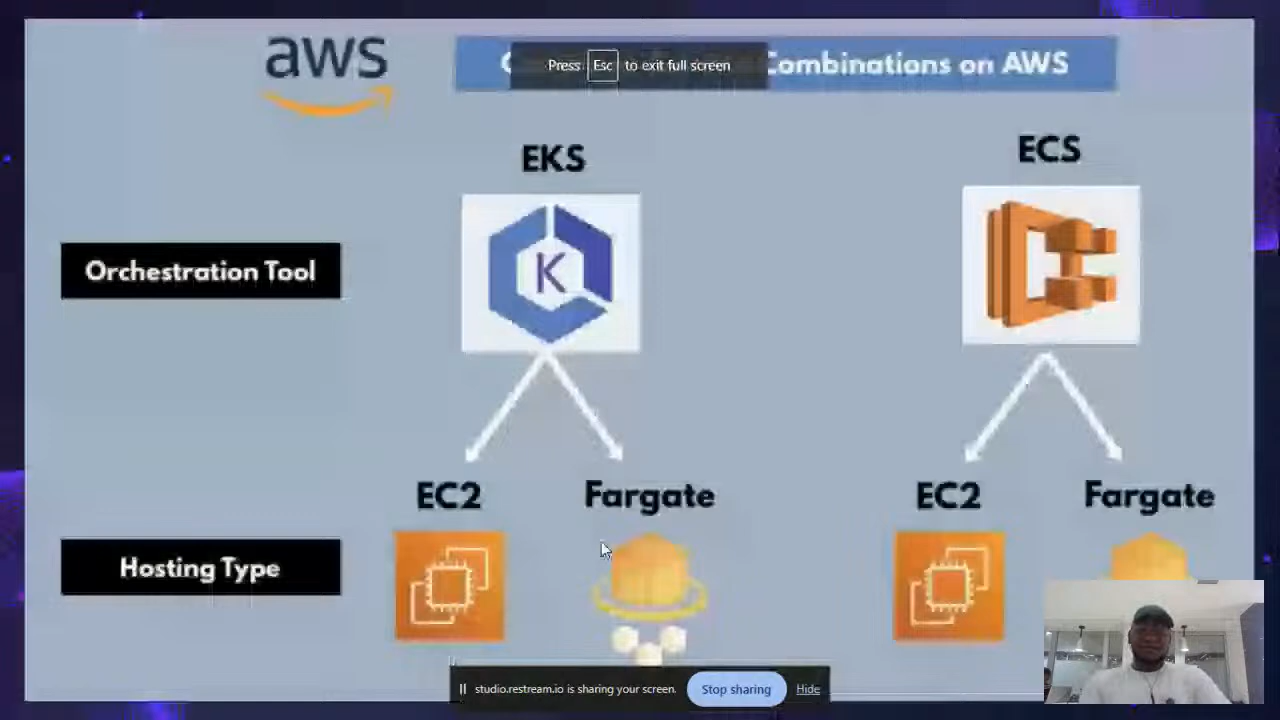 aws
Combinations on AWS
Press Esc to exit full screen
EKS
ECS
K
Orchestration Tool
EC2
Fargate
EC2
Fargate
Hosting Type
studio.restream.io is sharing your screen.
Stop sharing
Hide